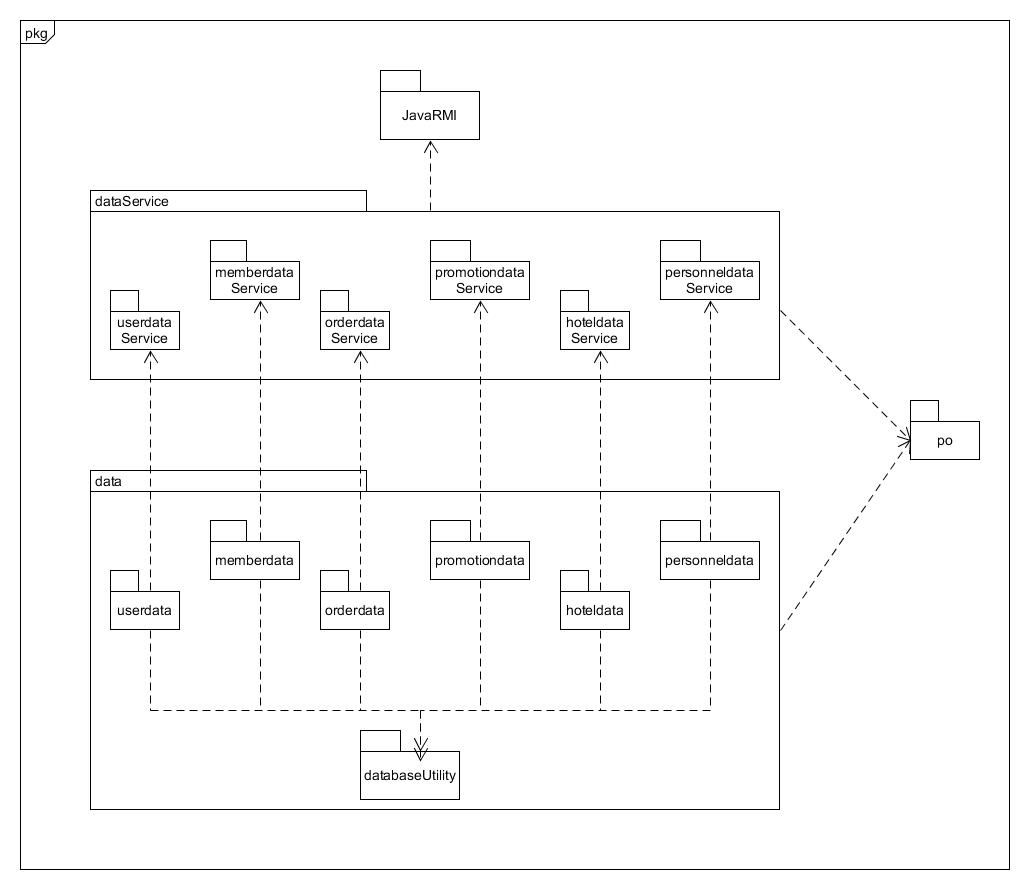 pkg
JavaRMI
dataService
memberdata
Service
promotiondata
Service
personneldata
Service
userdata
Service
orderdata
Service
hoteldata
Service
po
data
memberdata
promotiondata
personneldata
userdata
orderdata
hoteldata
databaseUtility